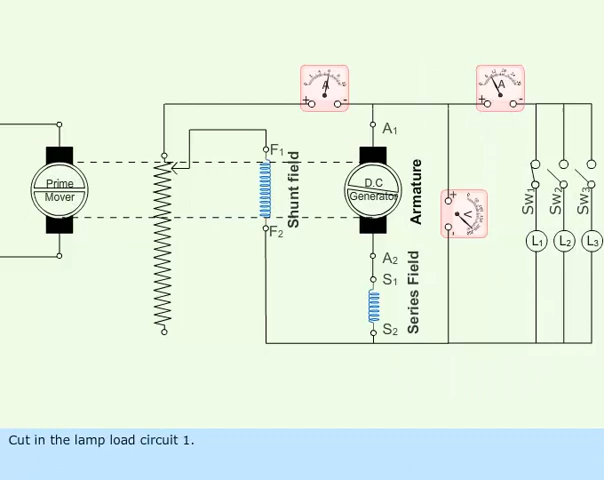 A
+ -
A
+ -
A₁
F₁
Prime
Mover
Shunt field
D.C
Generator
Armature
+
V
-
Sw₁
Sw₂
Sw₃
F₂
L₁
L₂
L₃
A₂
S₁
Series Field
S₂
Cut in the lamp load circuit 1.